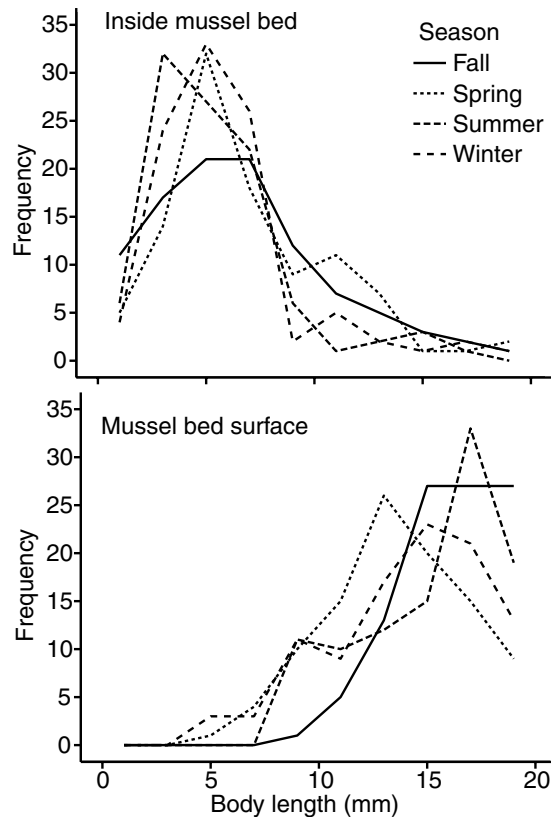 Inside mussel bed
Season
Fall
Spring
Summer
Winter
Frequency
35
30
25
20
15
10
5
0
Mussel bed surface
Frequency
35
30
25
20
15
10
5
0
0 5 10 15 20
Body length (mm)